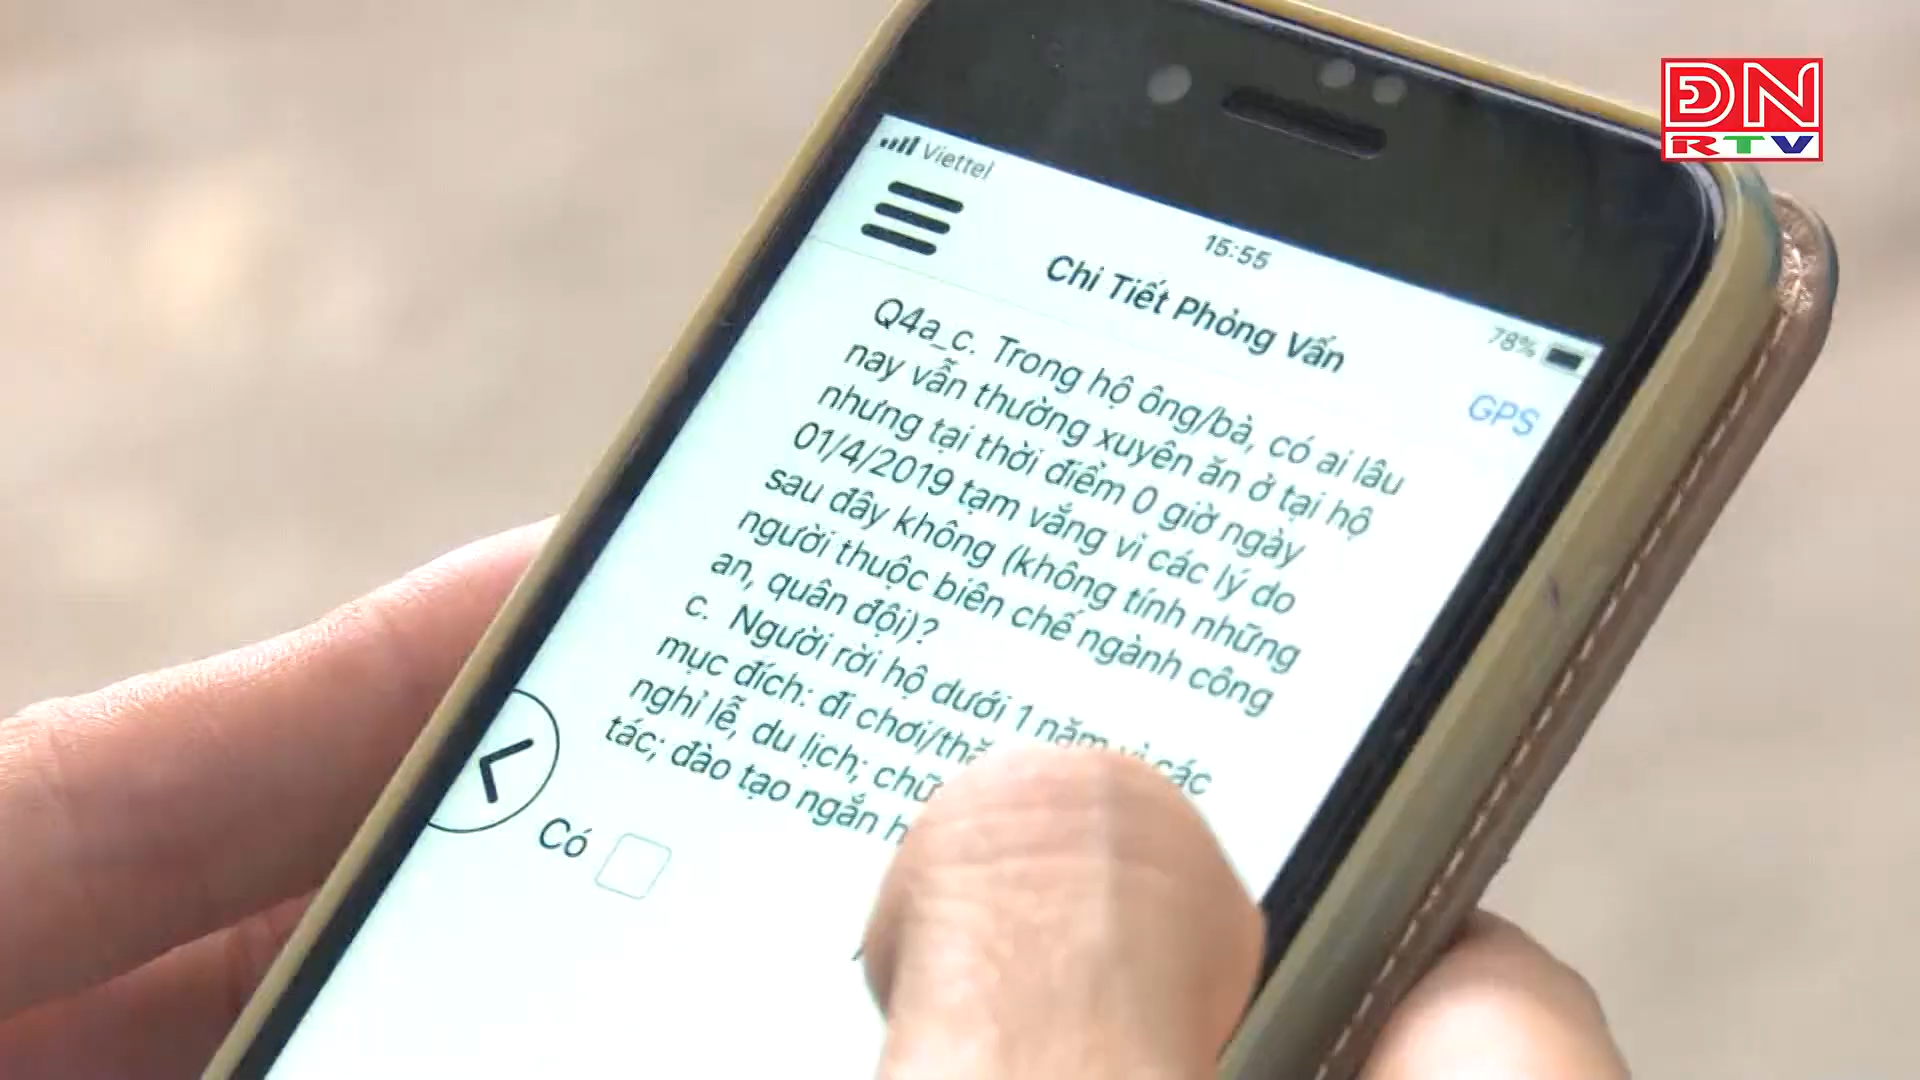 ĐN
RTV
Viettel
15:55
78%
Chi Tiết Phỏng Vấn
GPS
Q4a_c. Trong hộ ông/bà, có ai lâu
nay vẫn thường xuyên ăn ở tại hộ
nhưng tại thời điểm 0 giờ ngày
01/4/2019 tạm vắng vì các lý do
sau đây không (không tính những
người thuộc biên chế ngành công
an, quân đội)?
c. Người rời hộ dưới 1 năm vì các
mục đích: đi chơi/thă
nghỉ lễ, du lịch; chữ
tác; đào tạo ngắn h
Có